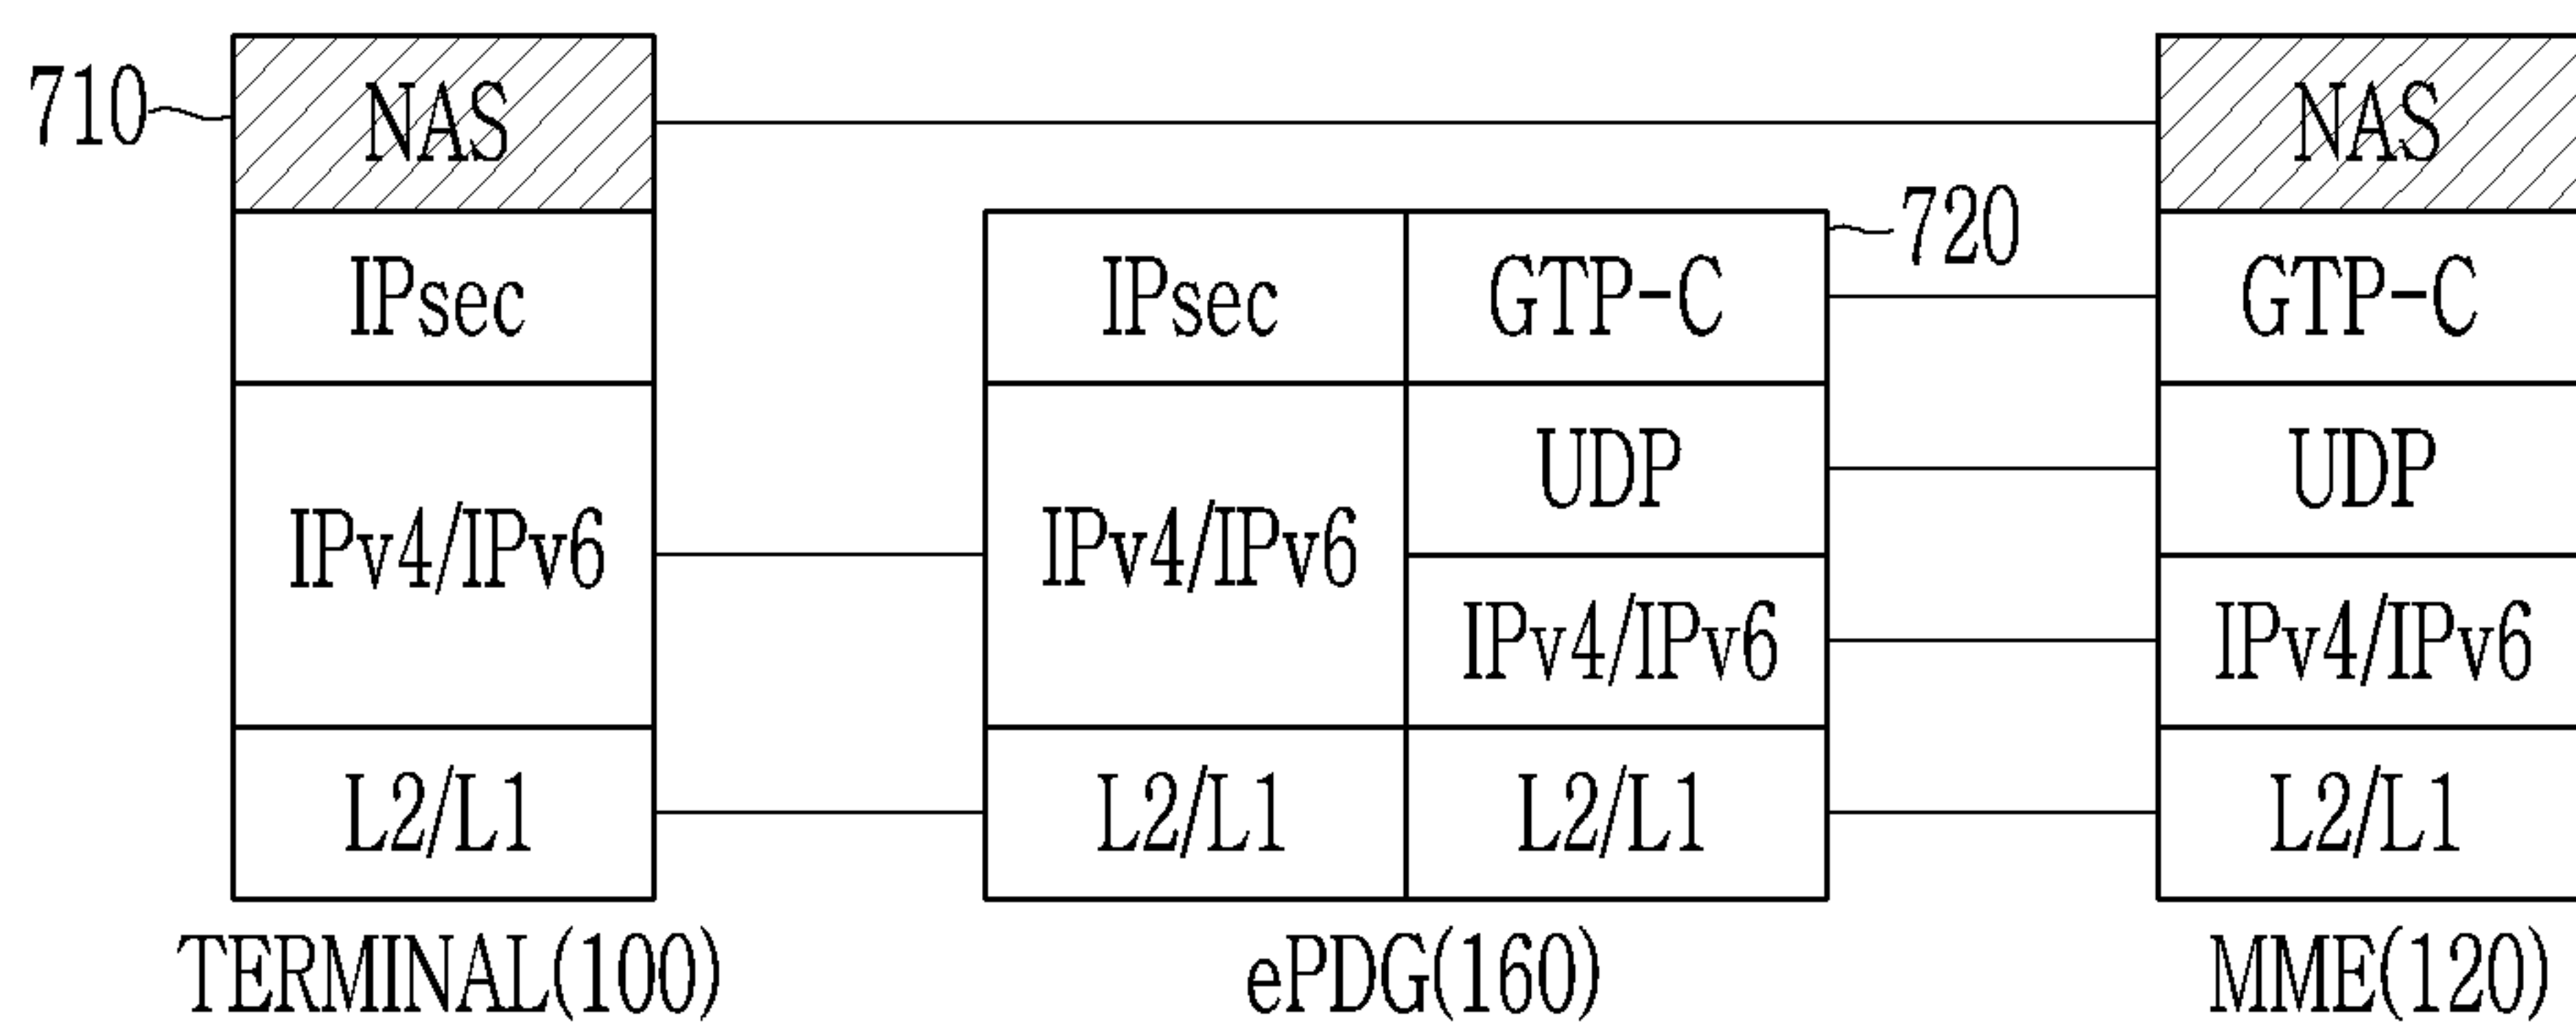 710
NAS
NAS
720
IPsec
IPsec
GTP-C
GTP-C
IPv4/IPv6
IPv4/IPv6
UDP
UDP
IPv4/IPv6
IPv4/IPv6
L2/L1
L2/L1
L2/L1
L2/L1
TERMINAL(100)
ePDG(160)
MME(120)